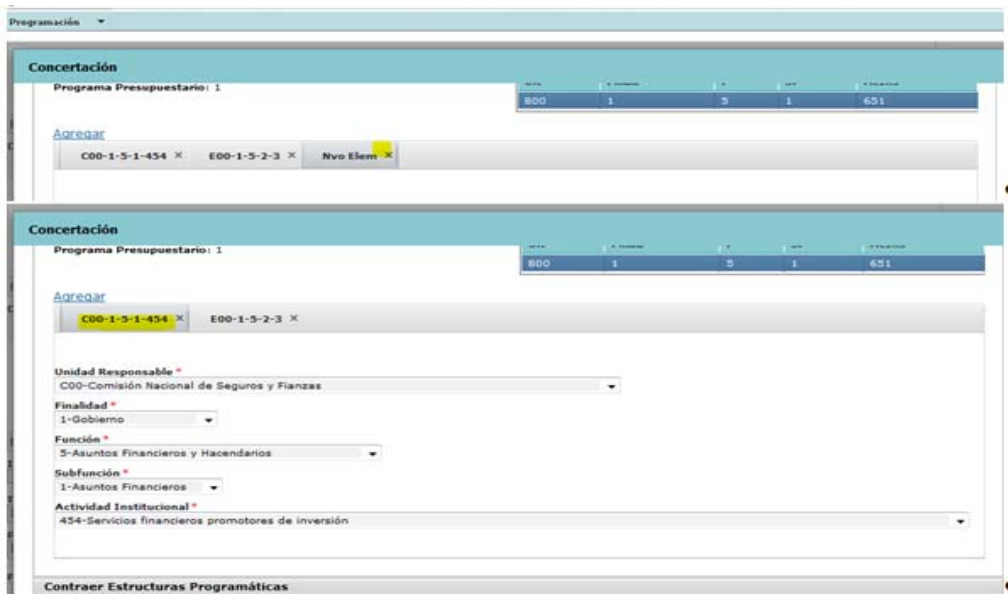 Programación
Concertación
Programa Presupuestario: 1
800 1 5 1 651
Agregar
C00-1-5-1-454 × E00-1-5-2-3 × Nvo Elem ×
Concertación
Programa Presupuestario: 1
800 1 5 1 651
Agregar
C00-1-5-1-454 × E00-1-5-2-3 ×
Unidad Responsable *
C00-Comisión Nacional de Seguros y Fianzas
Finalidad *
1-Gobierno
Función *
5-Asuntos Financieros y Hacendarios
Subfunción *
1-Asuntos Financieros
Actividad Institucional *
454-Servicios financieros promotores de inversión
Contraer Estructuras Programáticas